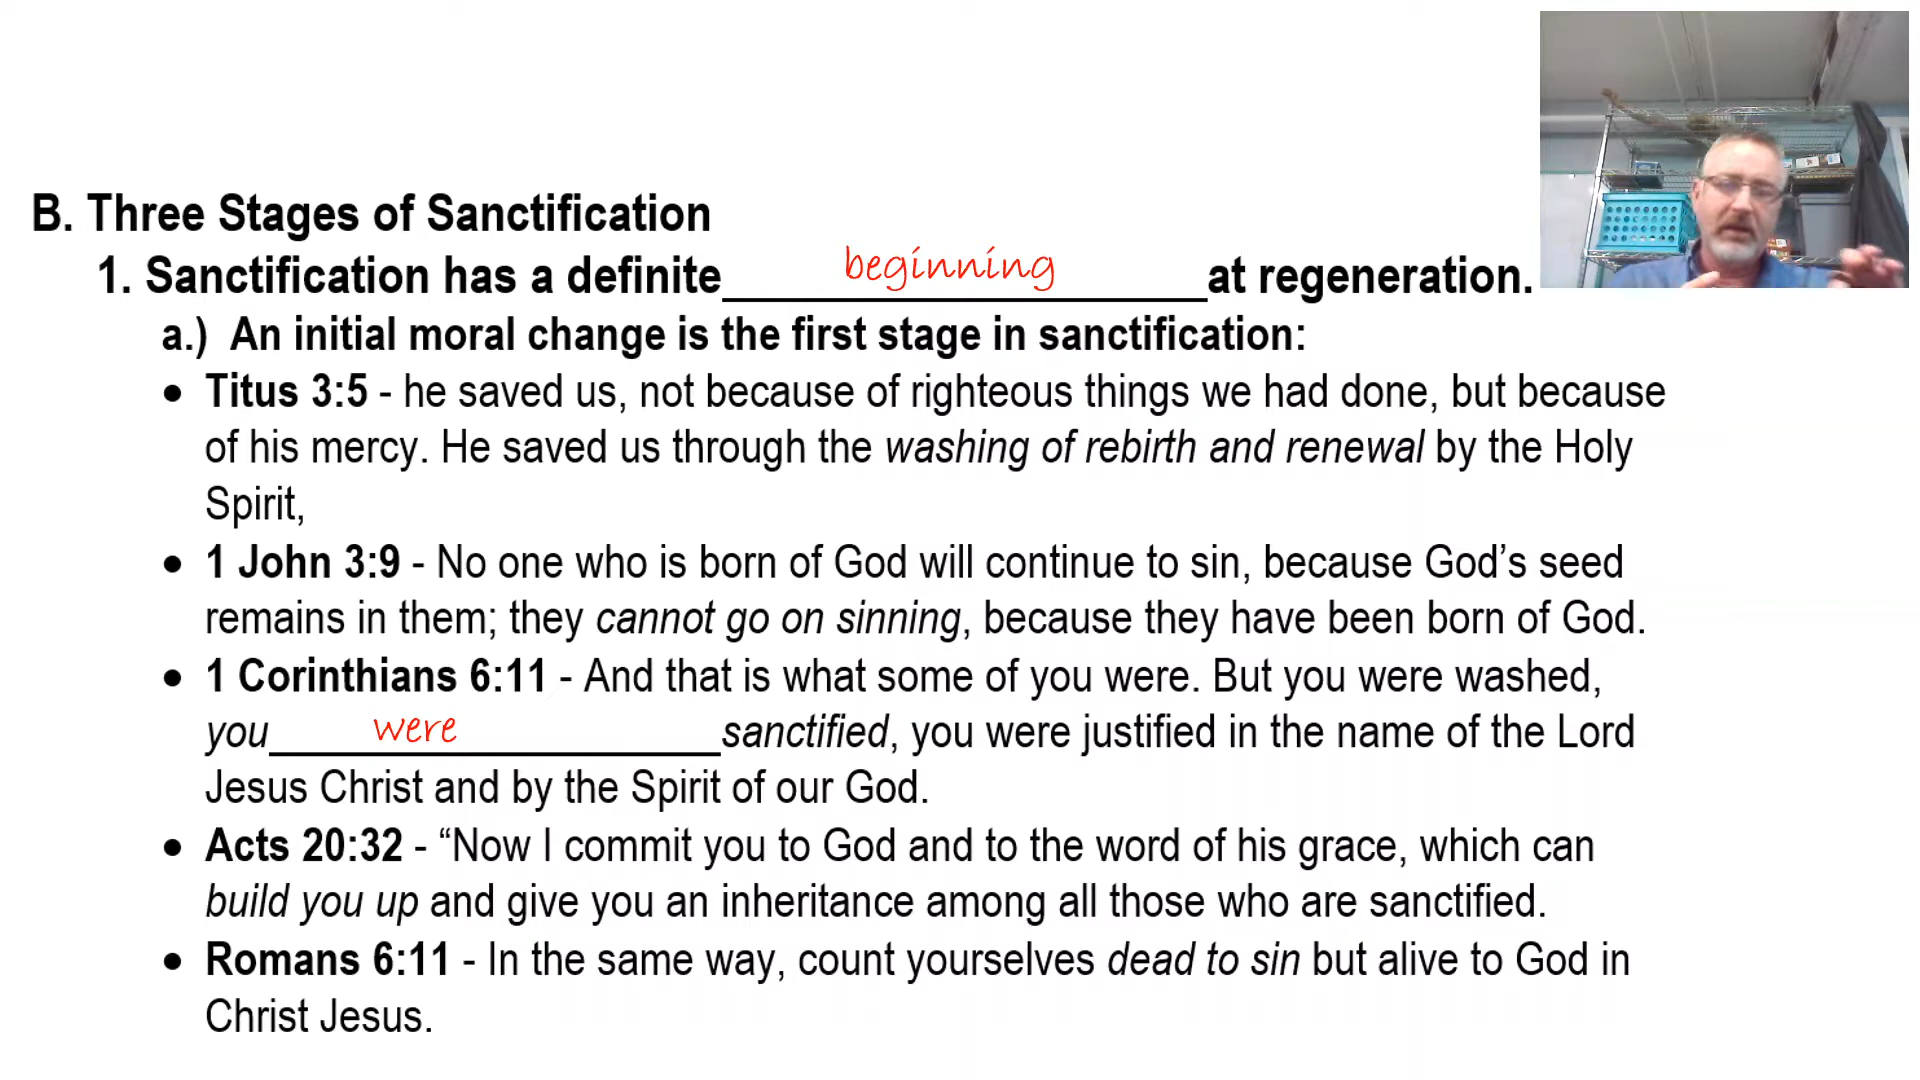 B. Three Stages of Sanctification
1. Sanctification has a definite beginning at regeneration.
a.) An initial moral change is the first stage in sanctification:
• Titus 3:5 - he saved us, not because of righteous things we had done, but because
of his mercy. He saved us through the washing of rebirth and renewal by the Holy
Spirit,
• 1 John 3:9 - No one who is born of God will continue to sin, because God’s seed
remains in them; they cannot go on sinning, because they have been born of God.
• 1 Corinthians 6:11 - And that is what some of you were. But you were washed,
you were sanctified, you were justified in the name of the Lord
Jesus Christ and by the Spirit of our God.
• Acts 20:32 - “Now I commit you to God and to the word of his grace, which can
build you up and give you an inheritance among all those who are sanctified.
• Romans 6:11 - In the same way, count yourselves dead to sin but alive to God in
Christ Jesus.